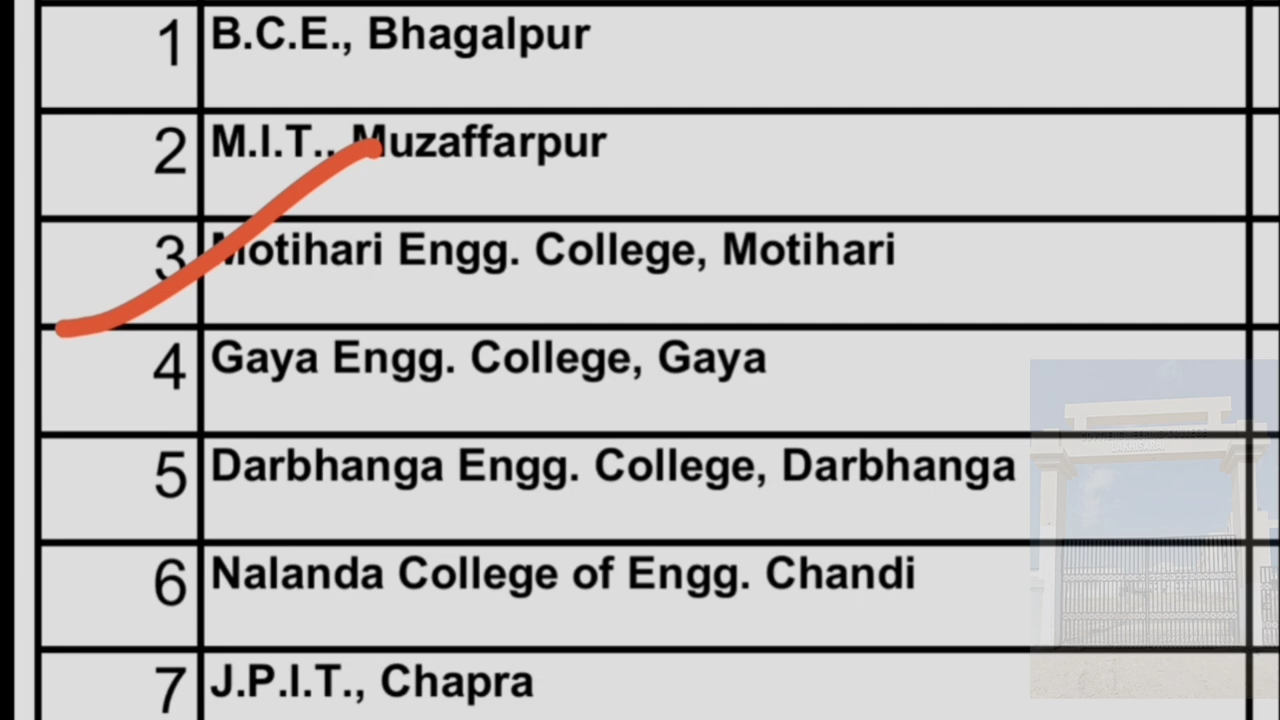 1 B.C.E., Bhagalpur
2 M.I.T., Muzaffarpur
3 Motihari Engg. College, Motihari
4 Gaya Engg. College, Gaya
5 Darbhanga Engg. College, Darbhanga
6 Nalanda College of Engg. Chandi
7 J.P.I.T., Chapra